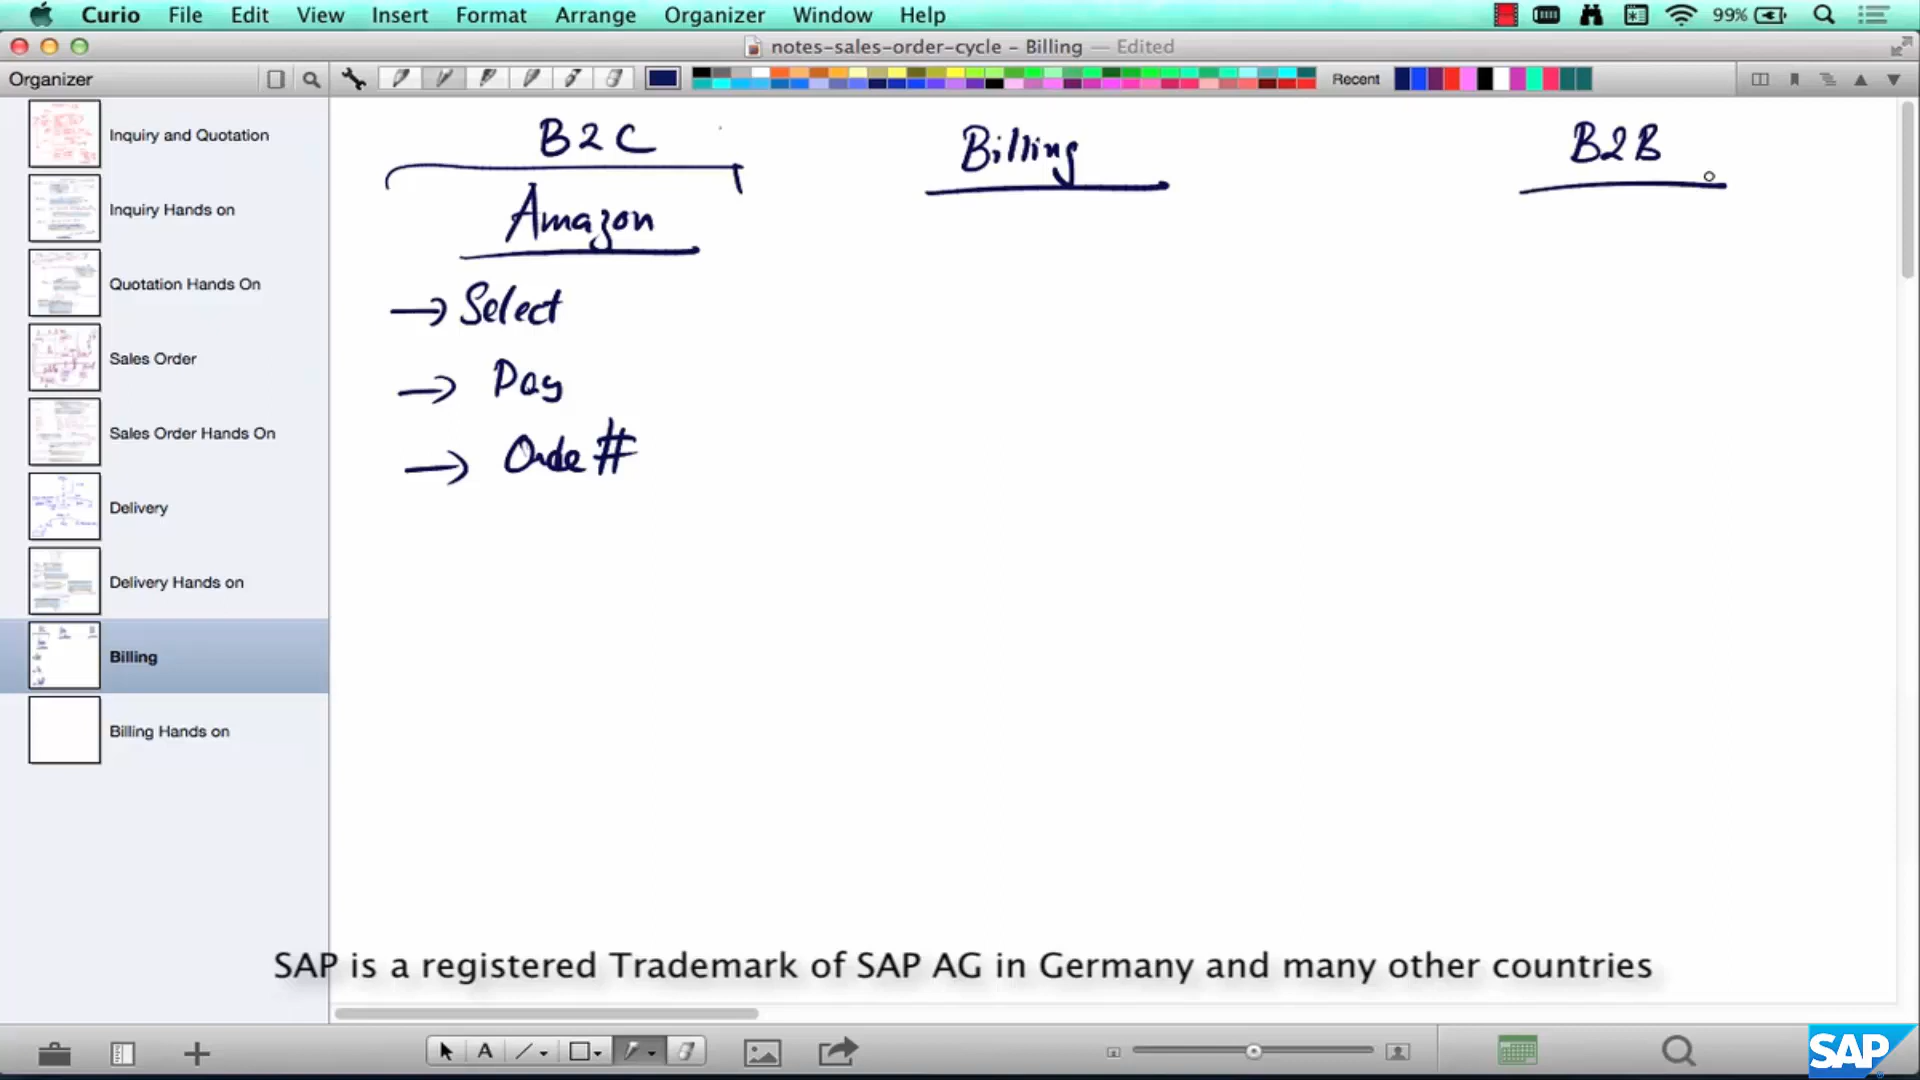 Curio File Edit View Insert Format Arrange Organizer Window Help 99%
notes-sales-order-cycle - Billing — Edited
Organizer
Recent
Inquiry and Quotation
Inquiry Hands on
Quotation Hands On
Sales Order
Sales Order Hands On
Delivery
Delivery Hands on
Billing
Billing Hands on
B2C
Billing
B2B
Amazon
→ Select
→ Pay
→ Orde #
SAP is a registered Trademark of SAP AG in Germany and many other countries
A
SAP